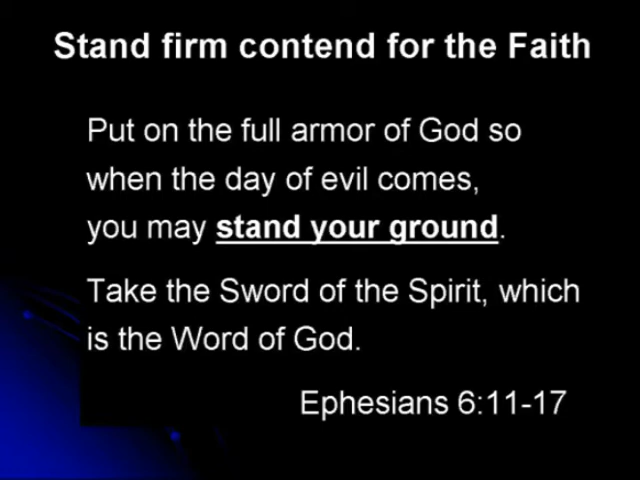 Stand firm contend for the Faith
Put on the full armor of God so
when the day of evil comes,
you may stand your ground.
Take the Sword of the Spirit, which
is the Word of God.
Ephesians 6:11-17